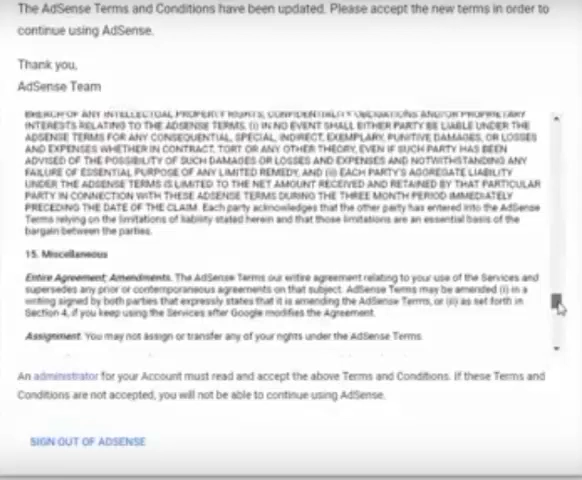 The AdSense Terms and Conditions have been updated. Please accept the new terms in order to
continue using AdSense.
Thank you,
AdSense Team
BREACH OF ANY INTELLECTUAL PROPERTY RIGHTS, CONFIDENTIALITY OBLIGATIONS AND/OR PROPRIETARY
INTERESTS RELATING TO THE ADSENSE TERMS, (i) IN NO EVENT SHALL EITHER PARTY BE LIABLE UNDER THE
ADSENSE TERMS FOR ANY CONSEQUENTIAL, SPECIAL, INDIRECT, EXEMPLARY, PUNITIVE DAMAGES, OR LOSSES
AND EXPENSES WHETHER IN CONTRACT, TORT OR ANY OTHER THEORY, EVEN IF SUCH PARTY HAS BEEN
ADVISED OF THE POSSIBILITY OF SUCH DAMAGES OR LOSSES AND EXPENSES AND NOTWITHSTANDING ANY
FAILURE OF ESSENTIAL PURPOSE OF ANY LIMITED REMEDY, AND (ii) EACH PARTY'S AGGREGATE LIABILITY
UNDER THE ADSENSE TERMS IS LIMITED TO THE NET AMOUNT RECEIVED AND RETAINED BY THAT PARTICULAR
PARTY IN CONNECTION WITH THESE ADSENSE TERMS DURING THE THREE MONTH PERIOD IMMEDIATELY
PRECEDING THE DATE OF THE CLAIM. Each party acknowledges that the other party has entered into the AdSense
Terms relying on the limitations of liability stated herein and that those limitations are an essential basis of the
bargain between the parties.
15. Miscellaneous
Entire Agreement; Amendments. The AdSense Terms our entire agreement relating to your use of the Services and
supersedes any prior or contemporaneous agreements on that subject. AdSense Terms may be amended (i) in a
writing signed by both parties that expressly states that it is amending the AdSense Terms, or (ii) as set forth in
Section 4, if you keep using the Services after Google modifies the Agreement.
Assignment. You may not assign or transfer any of your rights under the AdSense Terms.
An administrator for your Account must read and accept the above Terms and Conditions. If these Terms and
Conditions are not accepted, you will not be able to continue using AdSense.
SIGN OUT OF ADSENSE